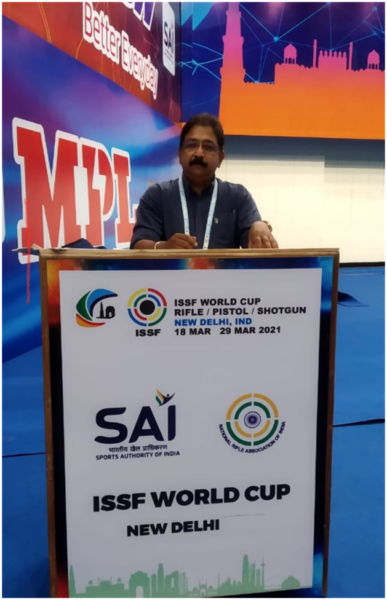 Better Everyday
SAI
MPL
ISSF
ISSF WORLD CUP
RIFLE / PISTOL / SHOTGUN
NEW DELHI, IND
18 MAR 29 MAR 2021
SAI
भारतीय खेल प्राधिकरण
SPORTS AUTHORITY OF INDIA
NATIONAL RIFLE ASSOCIATION OF INDIA
ISSF WORLD CUP
NEW DELHI